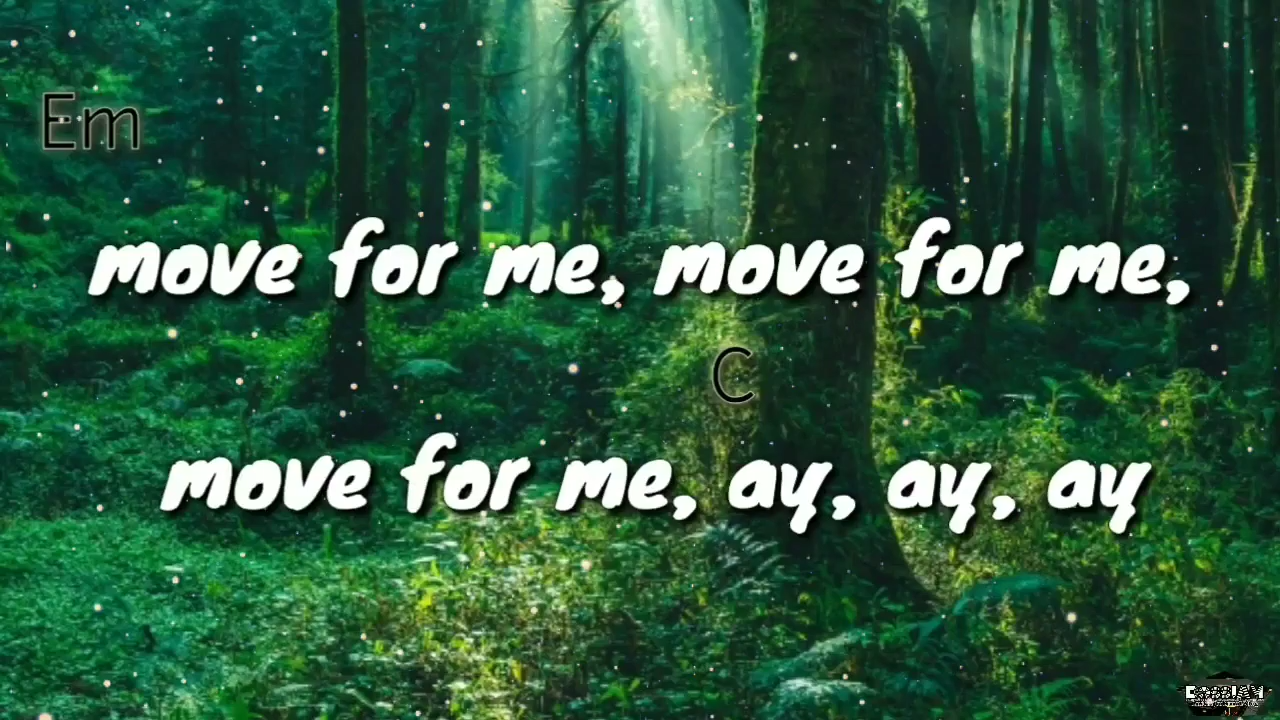 Em
move for me, move for me,
C
move for me, ay, ay, ay